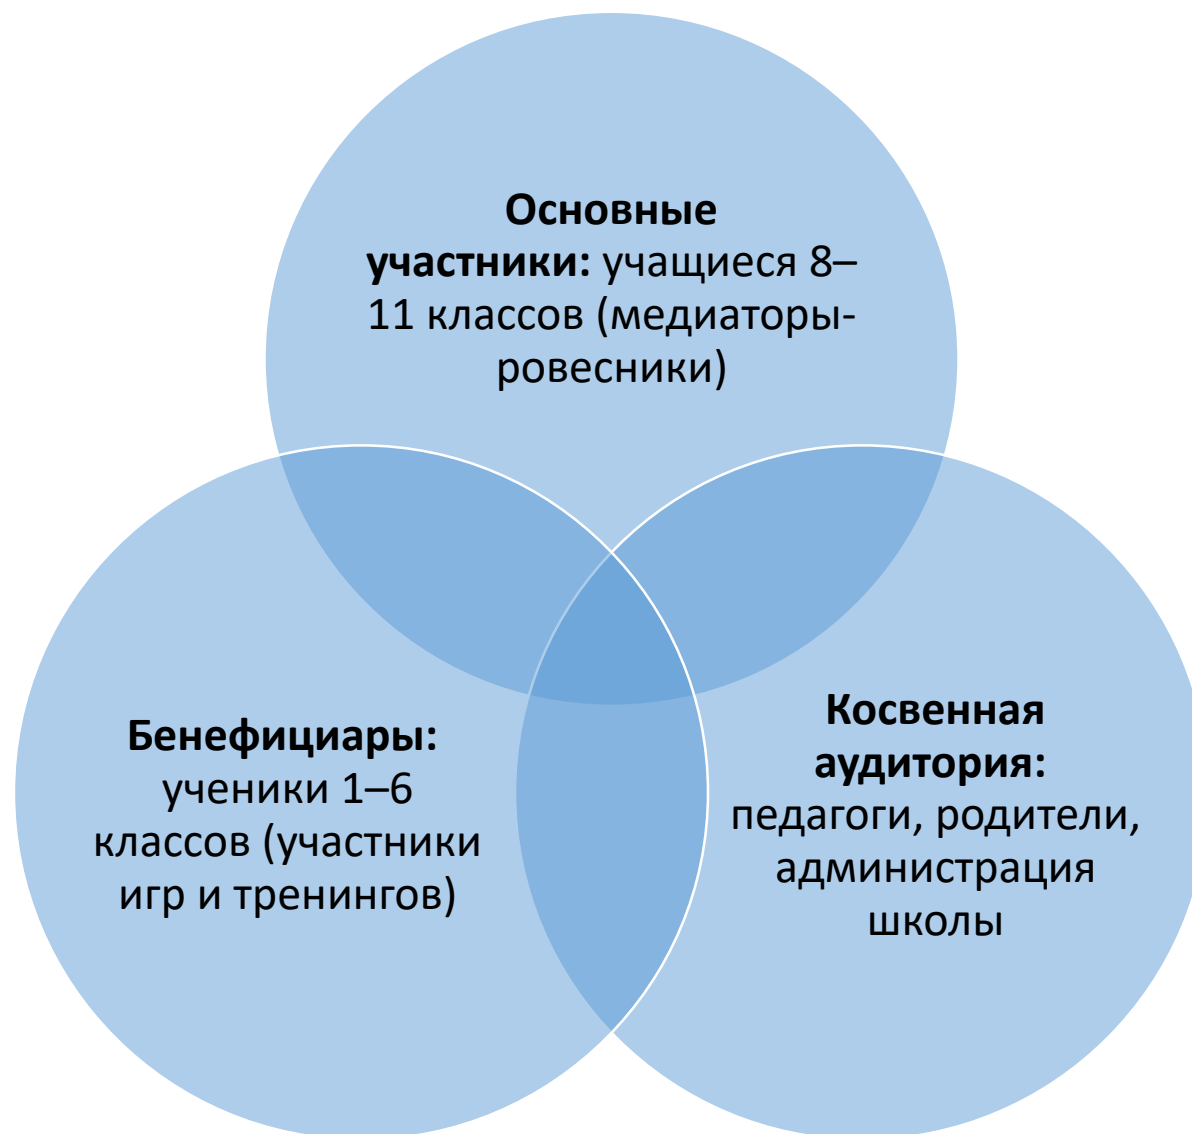 Основные
участники: учащиеся 8–
11 классов (медиаторы-
ровесники)
Бенефициары:
ученики 1–6
классов (участники
игр и тренингов)
Косвенная
аудитория:
педагоги, родители,
администрация
школы